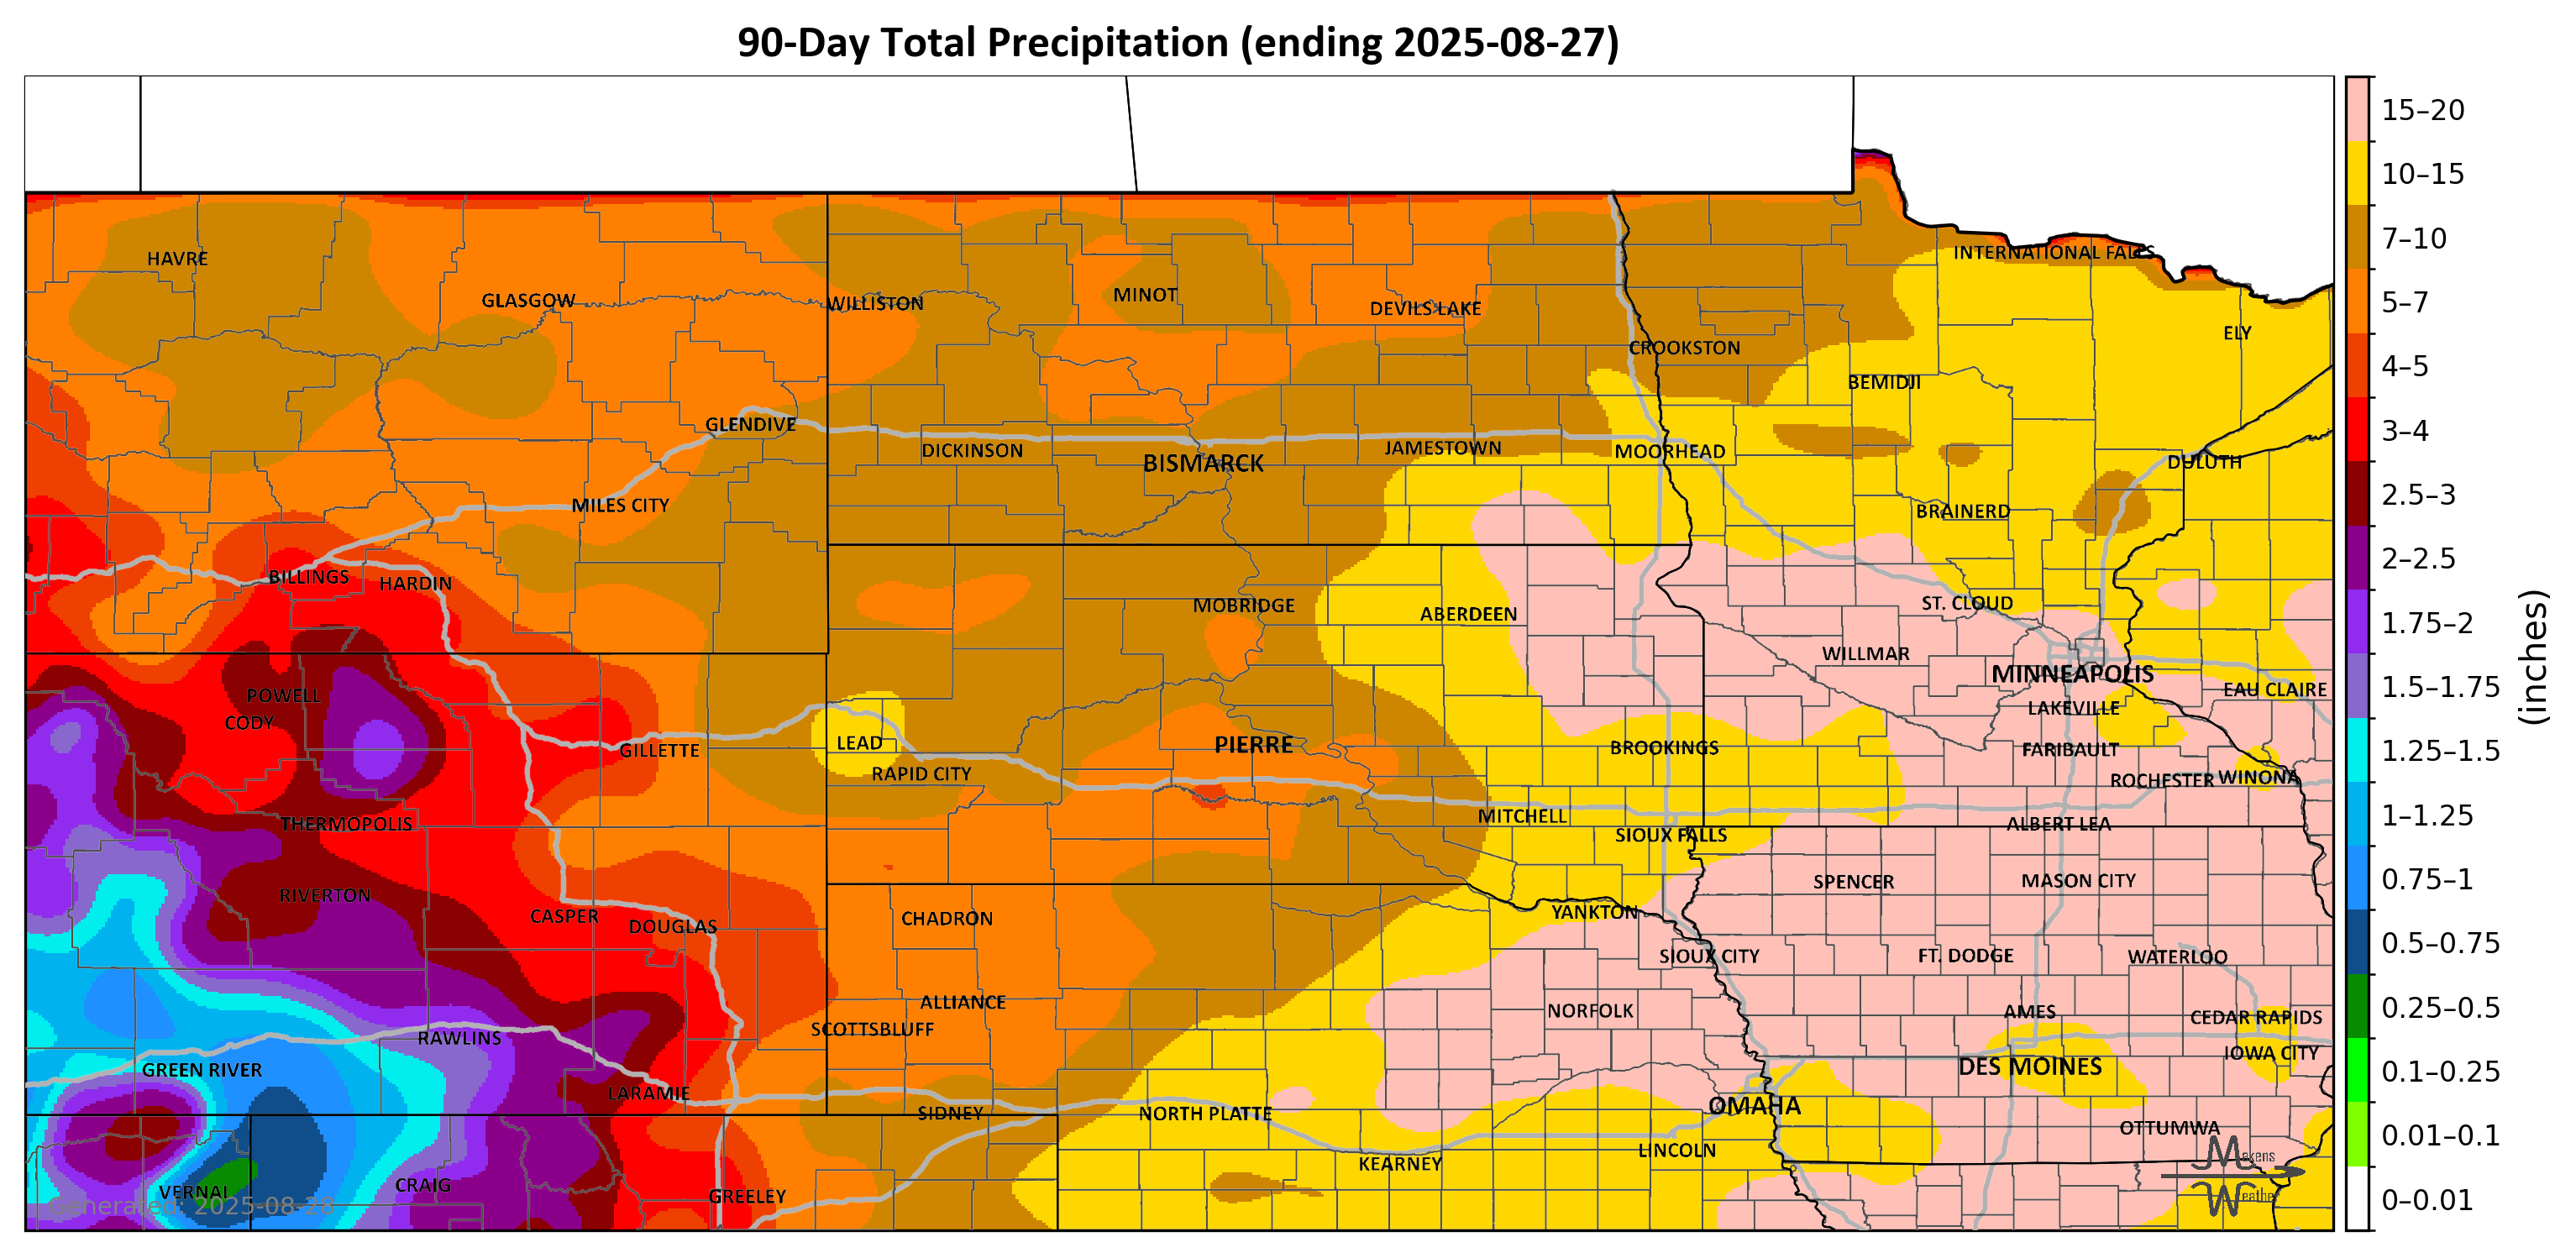 90-Day Total Precipitation (ending 2025-08-27)
15–20
10–15
INTERNATIONAL FALLS
7–10
HAVRE
MINOT
GLASGOW
WILLISTON
DEVILS LAKE
5–7
ELY
CROOKSTON
4–5
BEMIDJI
GLENDIVE
3–4
DICKINSON
JAMESTOWN
MOORHEAD
BISMARCK
DULUTH
2.5–3
MILES CITY
BRAINERD
2–2.5
BILLINGS
HARDIN
MOBRIDGE
ABERDEEN
ST. CLOUD
1.75–2
WILLMAR
MINNEAPOLIS
(inches)
POWELL
EAU CLAIRE
1.5–1.75
CODY
LAKEVILLE
LEAD
PIERRE
GILLETTE
BROOKINGS
FARIBAULT
1.25–1.5
RAPID CITY
ROCHESTER
WINONA
THERMOPOLIS
MITCHELL
ALBERT LEA
1–1.25
SIOUX FALLS
RIVERTON
SPENCER
MASON CITY
0.75–1
CASPER
DOUGLAS
CHADRON
YANKTON
0.5–0.75
SIOUX CITY
FT. DODGE
WATERLOO
ALLIANCE
NORFOLK
AMES
0.25–0.5
SCOTTSBLUFF
CEDAR RAPIDS
RAWLINS
GREEN RIVER
IOWA CITY
DES MOINES
0.1–0.25
LARAMIE
SIDNEY
NORTH PLATTE
OMAHA
OTTUMWA
0.01–0.1
LINCOLN
KEARNEY
Makens
Weather
VERNAL
CRAIG
GREELEY
Generated: 2025-08-28
0–0.01